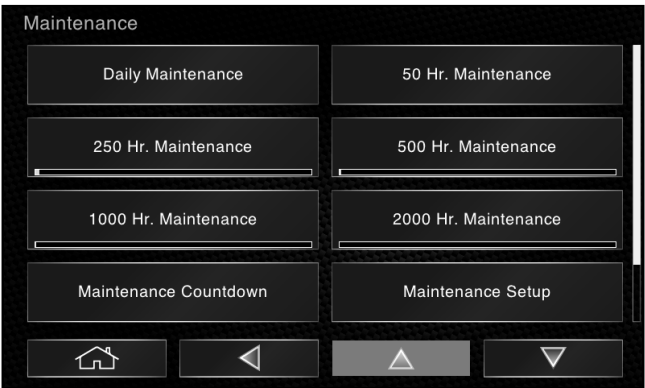 Maintenance
Daily Maintenance
50 Hr. Maintenance
250 Hr. Maintenance
500 Hr. Maintenance
1000 Hr. Maintenance
2000 Hr. Maintenance
Maintenance Countdown
Maintenance Setup